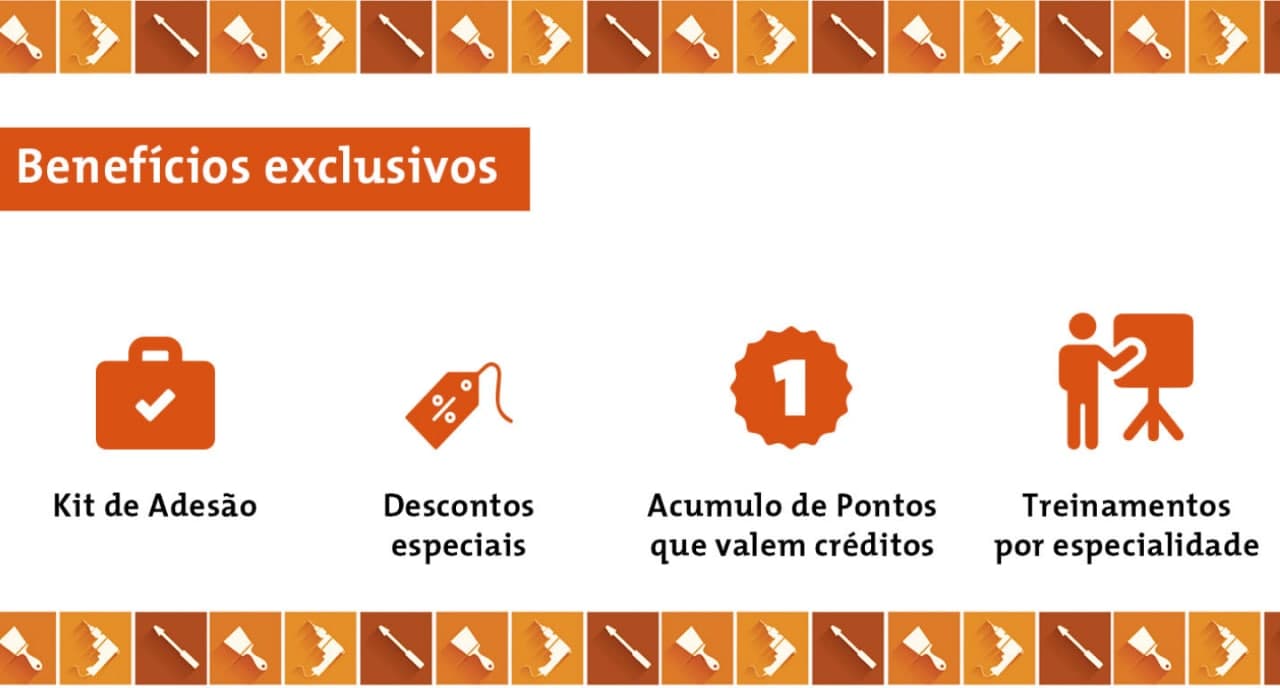 Benefícios exclusivos
1
Kit de Adesão
Descontos
especiais
Acumulo de Pontos
que valem créditos
Treinamentos
por especialidade